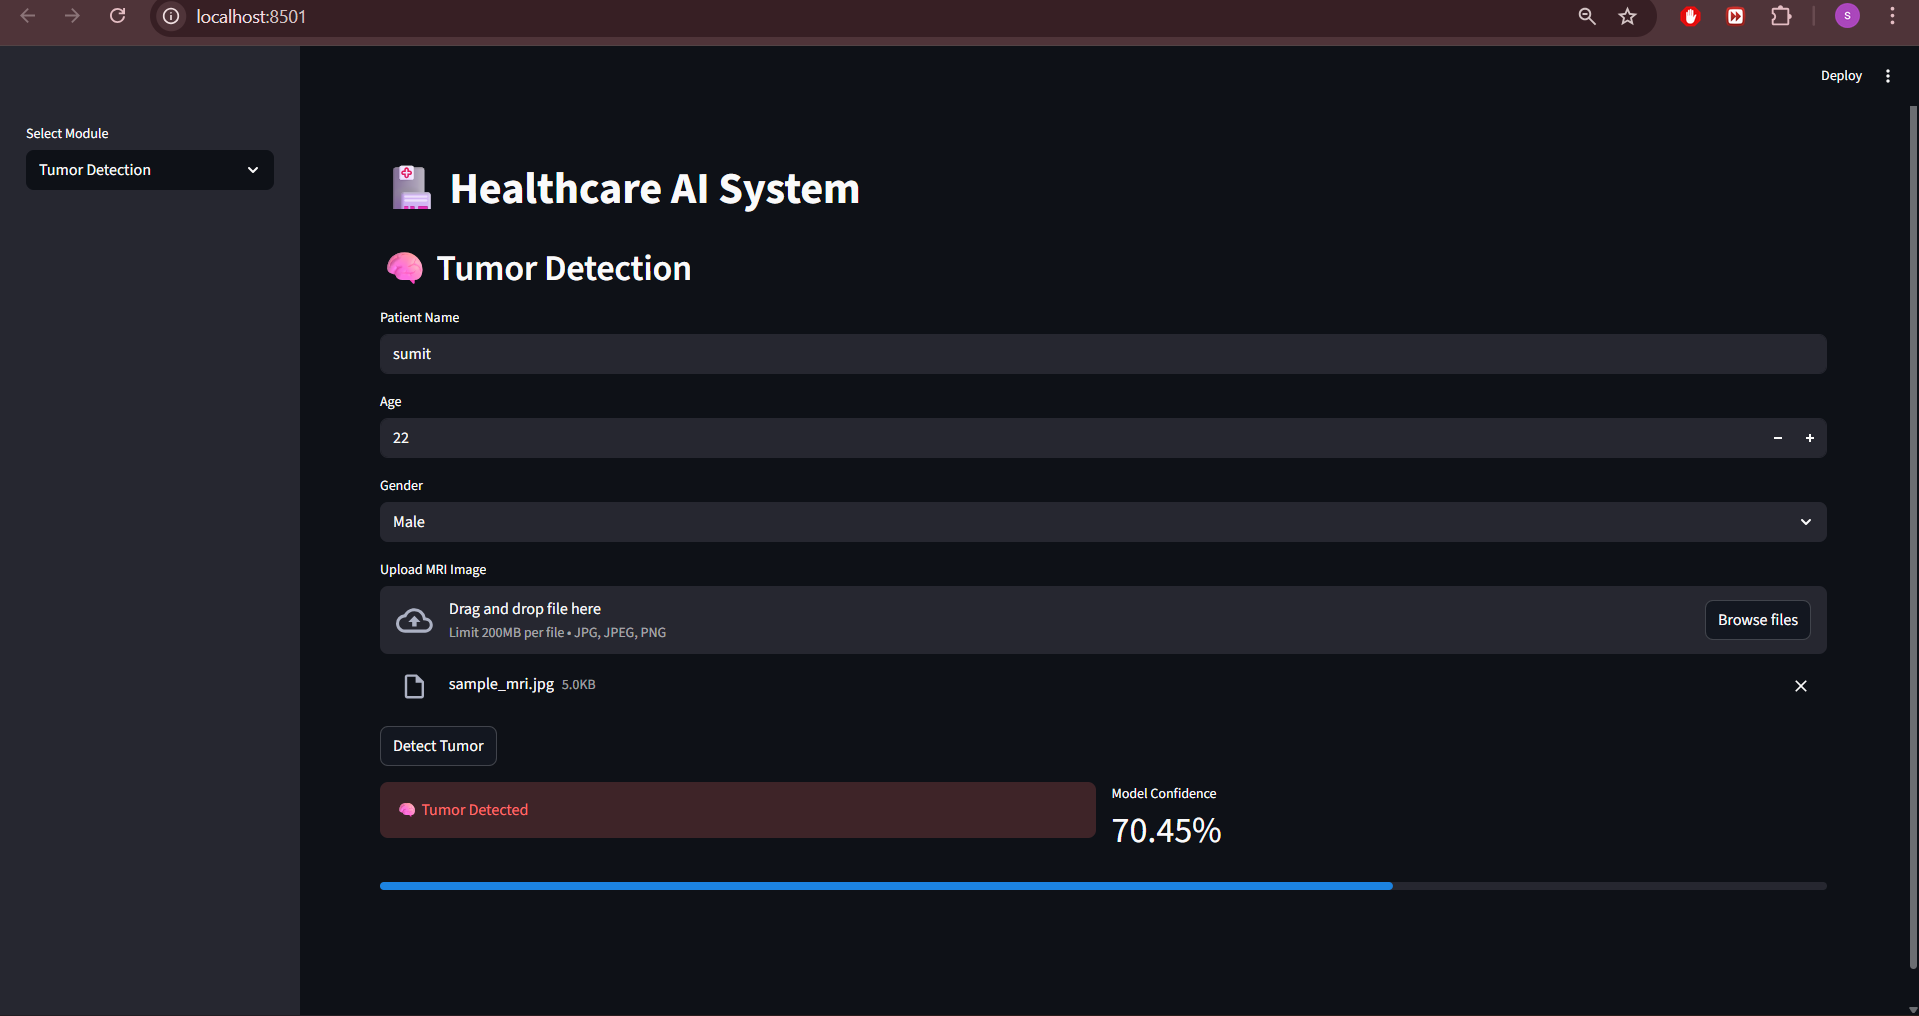 localhost:8501
S
Deploy
Select Module
Tumor Detection
Healthcare AI System
Tumor Detection
Patient Name
sumit
Age
22
Gender
Male
Upload MRI Image
Drag and drop file here
Limit 200MB per file • JPG, JPEG, PNG
Browse files
sample_mri.jpg 5.0KB
Detect Tumor
Tumor Detected
Model Confidence
70.45%